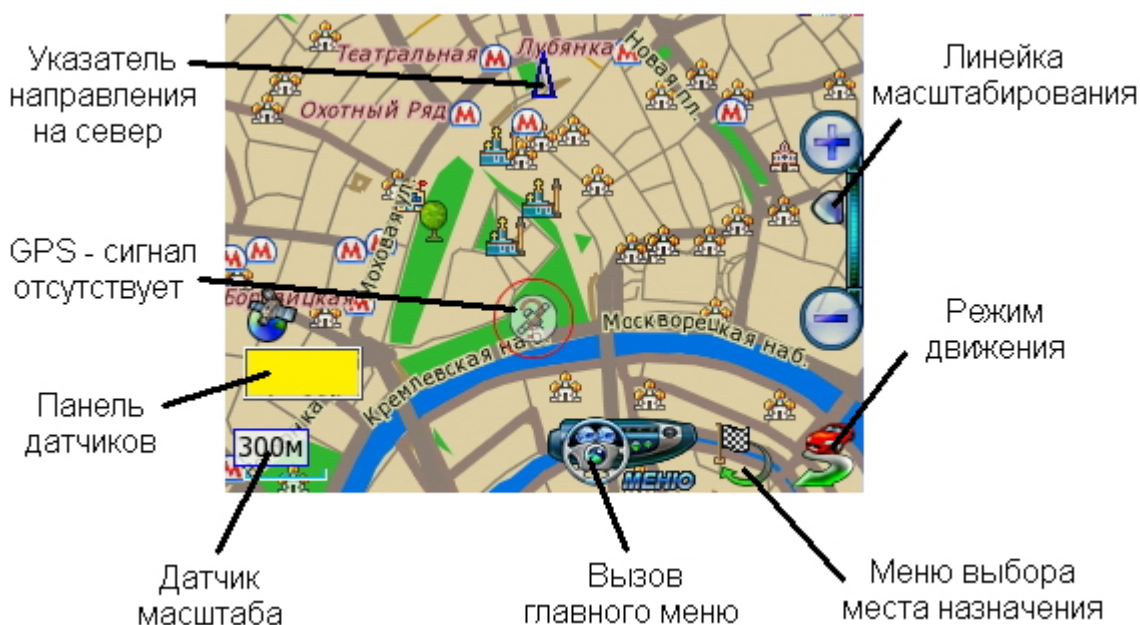 Указатель
направления
на север
Линейка
масштабирования
GPS - сигнал
отсутствует
Режим
движения
Панель
датчиков
Датчик
масштаба
Вызов
главного меню
Меню выбора
места назначения
Театральная
Лубянка
Новая пл.
Охотный Ряд
Моховая ул.
Боровицкая
Москворецкая наб.
Кремлевская
300м
МЕНЮ